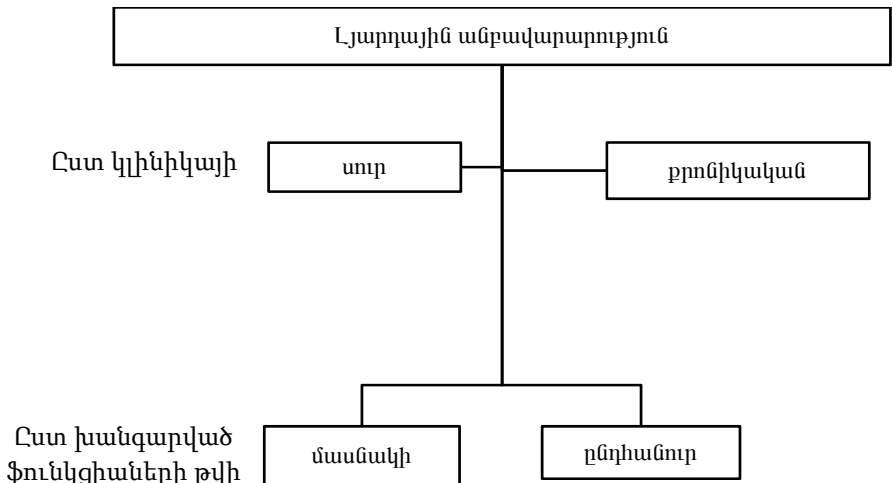 Լյարդային անբավարարություն
Ըստ կլինիկայի
սուր
քրոնիկական
Ըստ խանգարված
ֆունկցիաների թվի
մասնակի
ընդհանուր